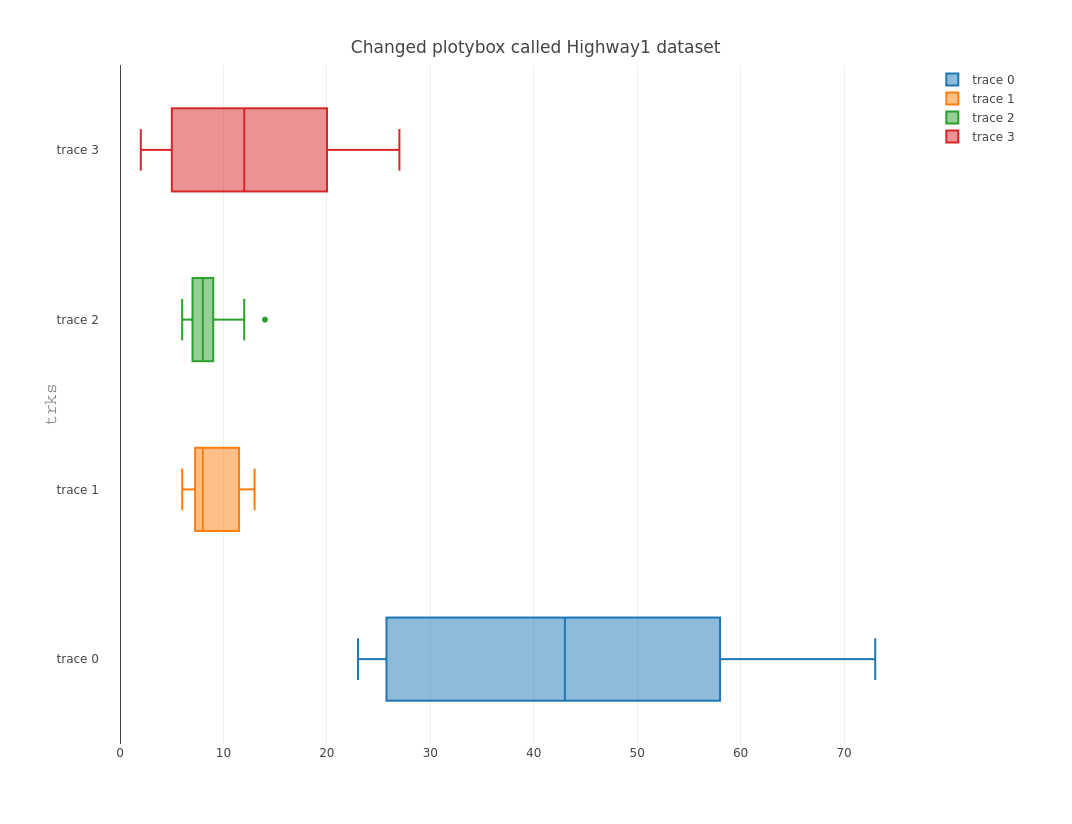 Changed plotybox called Highway1 dataset
trace 0
trace 1
trace 2
trace 3
trace 3
trace 2
trace 1
trace 0
trks
0 10 20 30 40 50 60 70